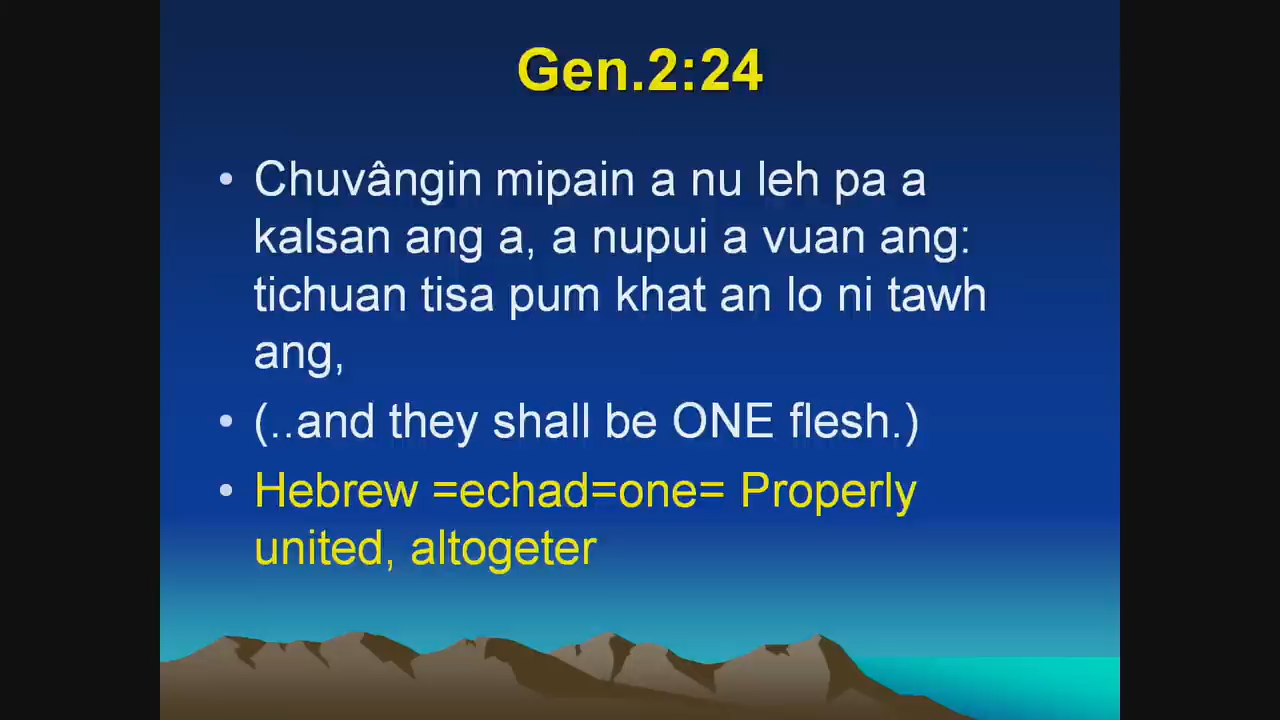 Gen.2:24
• Chuvângin mipain a nu leh pa a
kalsan ang a, a nupui a vuan ang:
tichuan tisa pum khat an lo ni tawh
ang,
• (..and they shall be ONE flesh.)
• Hebrew =echad=one= Properly
united, altogeter